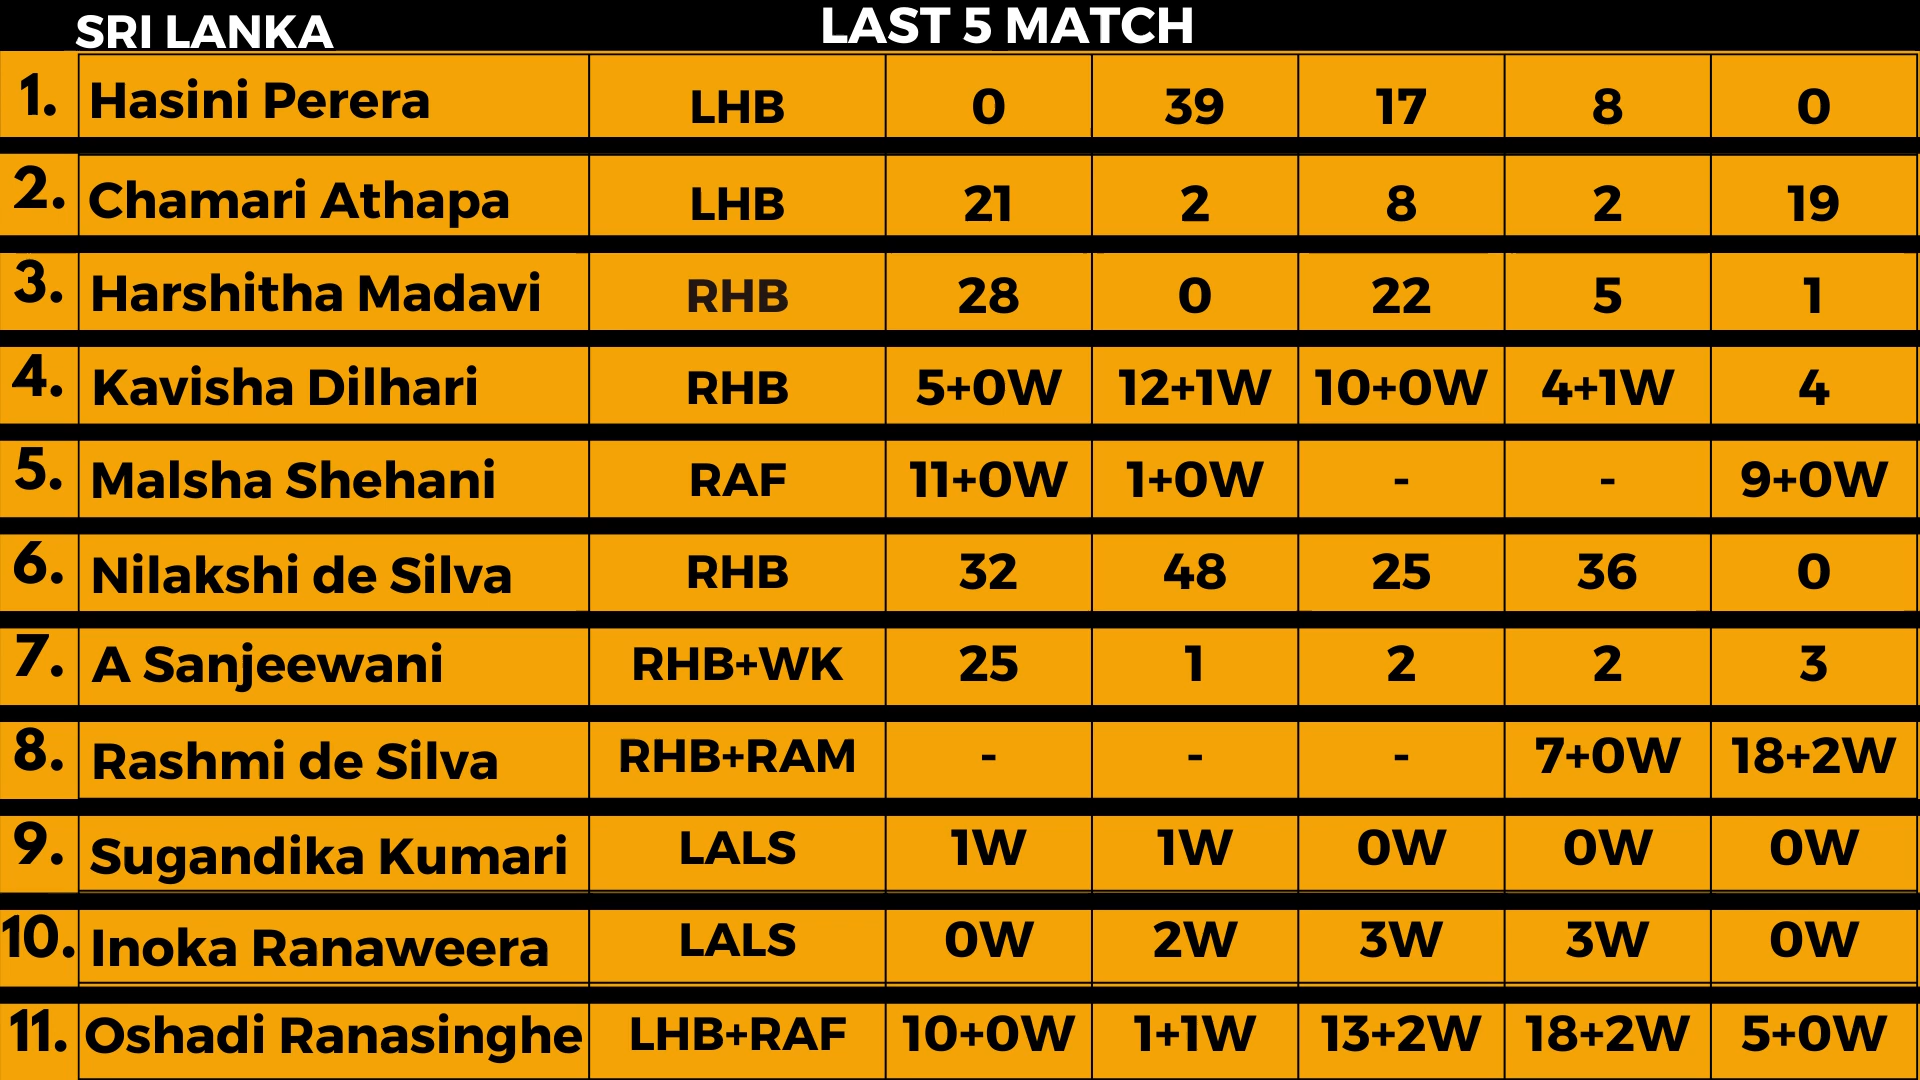 SRI LANKA LAST 5 MATCH
1. Hasini Perera LHB 0 39 17 8 0
2. Chamari Athapa LHB 21 2 8 2 19
3. Harshitha Madavi RHB 28 0 22 5 1
4. Kavisha Dilhari RHB 5+0W 12+1W 10+0W 4+1W 4
5. Malsha Shehani RAF 11+0W 1+0W - - 9+0W
6. Nilakshi de Silva RHB 32 48 25 36 0
7. A Sanjeewani RHB+WK 25 1 2 2 3
8. Rashmi de Silva RHB+RAM - - - 7+0W 18+2W
9. Sugandika Kumari LALS 1W 1W 0W 0W 0W
10. Inoka Ranaweera LALS 0W 2W 3W 3W 0W
11. Oshadi Ranasinghe LHB+RAF 10+0W 1+1W 13+2W 18+2W 5+0W